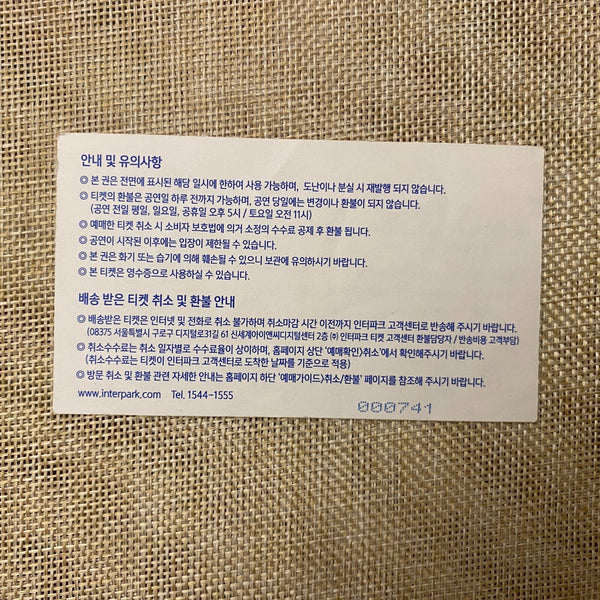 안내 및 유의사항
◎ 본 권은 전면에 표시된 해당 일시에 한하여 사용 가능하며, 도난이나 분실 시 재발행 되지 않습니다.
◎ 티켓의 환불은 공연일 하루 전까지 가능하며, 공연 당일에는 변경이나 환불이 되지 않습니다.
(공연 전일 평일, 일요일, 공휴일 오후 5시 / 토요일 오전 11시)
◎ 예매한 티켓 취소 시 소비자 보호법에 의거 소정의 수수료 공제 후 환불 됩니다.
◎ 공연이 시작된 이후에는 입장이 제한될 수 있습니다.
◎ 본 권은 화기 또는 습기에 의해 훼손될 수 있으니 보관에 유의하시기 바랍니다.
◎ 본 티켓은 영수증으로 사용하실 수 있습니다.
배송 받은 티켓 취소 및 환불 안내
◎ 배송받은 티켓은 인터넷 및 전화로 취소 불가하며 취소마감 시간 이전까지 인터파크 고객센터로 반송해 주시기 바랍니다.
(08375 서울특별시 구로구 디지털로31길 61 신세계아이앤씨디지털센터 2층 ㈜ 인터파크 티켓 고객센터 환불담당자 / 반송비용 고객부담)
◎ 취소수수료는 취소 일자별로 수수료율이 상이하며, 홈페이지 상단 ‘예매확인〉취소’에서 확인해주시기 바랍니다.
(취소수수료는 티켓이 인터파크 고객센터로 도착한 날짜를 기준으로 적용)
◎ 방문 취소 및 환불 관련 자세한 안내는 홈페이지 하단 ‘예매가이드〉취소/환불’ 페이지를 참조해 주시기 바랍니다.
www.interpark.com Tel. 1544-1555
000741